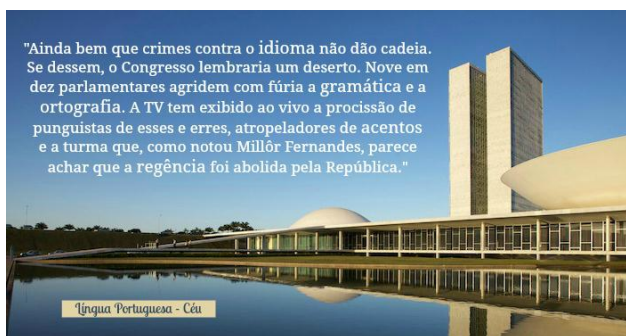 "Ainda bem que crimes contra o idioma não dão cadeia.
Se dessem, o Congresso lembraria um deserto. Nove em
dez parlamentares agridem com fúria a gramática e a
ortografia. A TV tem exibido ao vivo a procissão de
punguistas de esses e erres, atropeladores de acentos
e a turma que, como notou Millôr Fernandes, parece
achar que a regência foi abolida pela República."
Língua Portuguesa - Céu